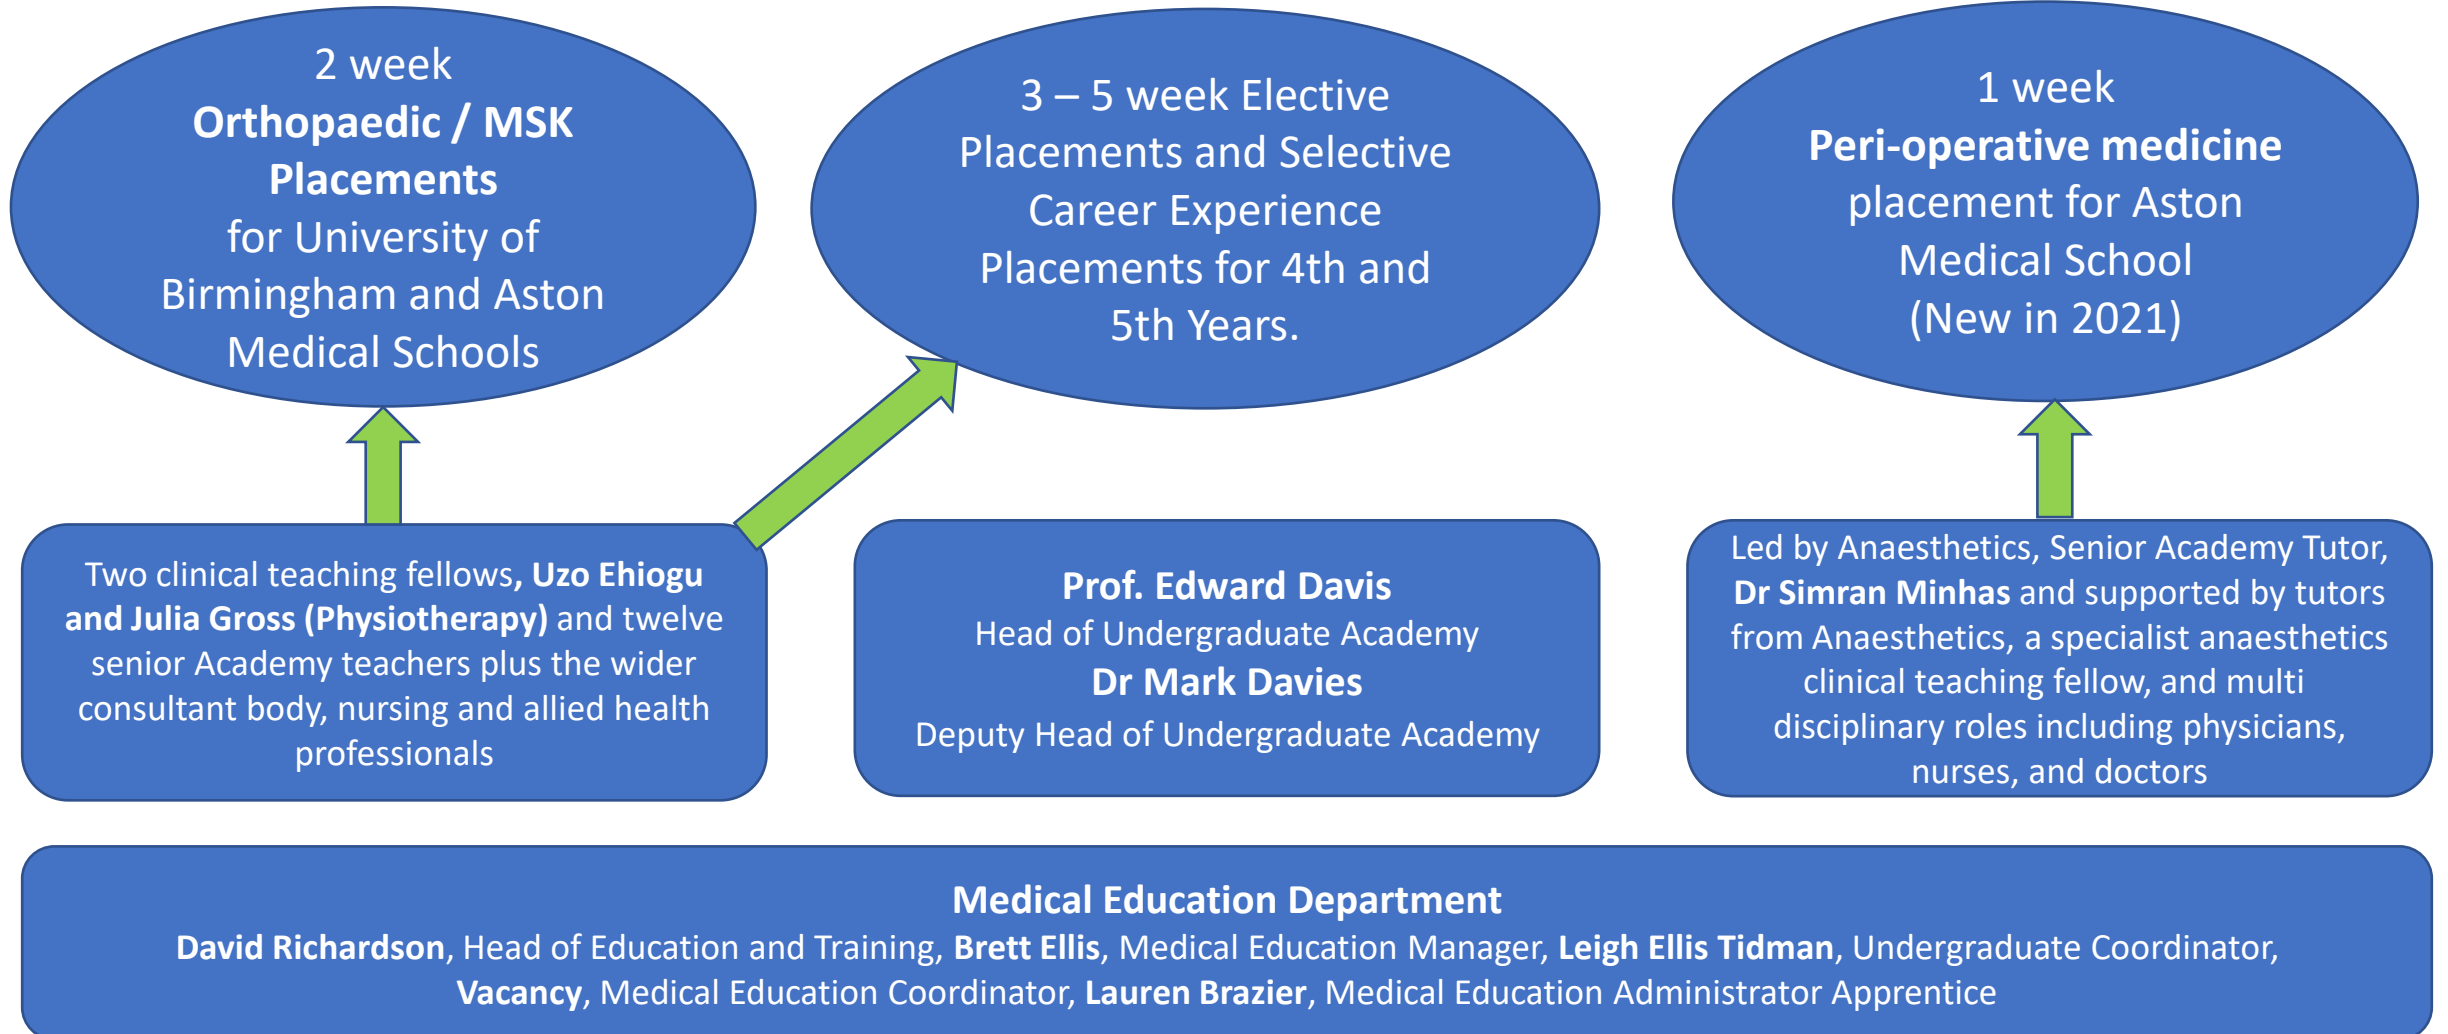 2 week
Orthopaedic / MSK
Placements
for University of
Birmingham and Aston
Medical Schools
3 – 5 week Elective
Placements and Selective
Career Experience
Placements for 4th and
5th Years.
1 week
Peri-operative medicine
placement for Aston
Medical School
(New in 2021)
Two clinical teaching fellows, Uzo Ehiogu
and Julia Gross (Physiotherapy) and twelve
senior Academy teachers plus the wider
consultant body, nursing and allied health
professionals
Prof. Edward Davis
Head of Undergraduate Academy
Dr Mark Davies
Deputy Head of Undergraduate Academy
Led by Anaesthetics, Senior Academy Tutor,
Dr Simran Minhas and supported by tutors
from Anaesthetics, a specialist anaesthetics
clinical teaching fellow, and multi
disciplinary roles including physicians,
nurses, and doctors
Medical Education Department
David Richardson, Head of Education and Training, Brett Ellis, Medical Education Manager, Leigh Ellis Tidman, Undergraduate Coordinator,
Vacancy, Medical Education Coordinator, Lauren Brazier, Medical Education Administrator Apprentice